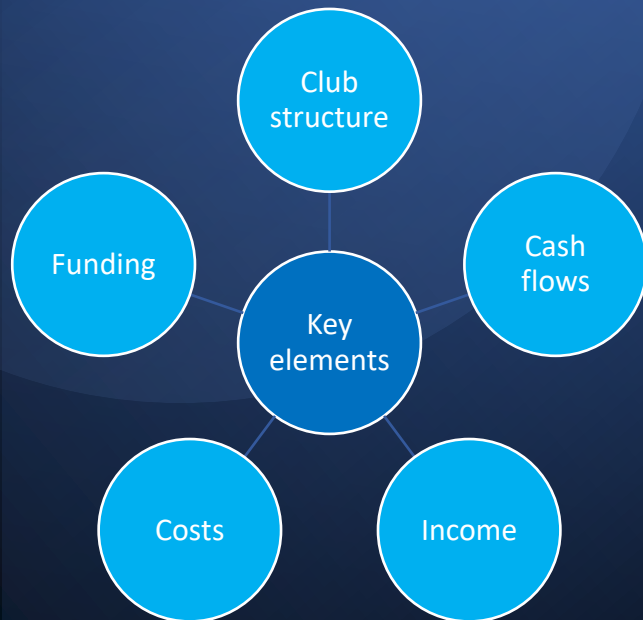 Club
structure
Funding
Cash
flows
Key
elements
Costs
Income